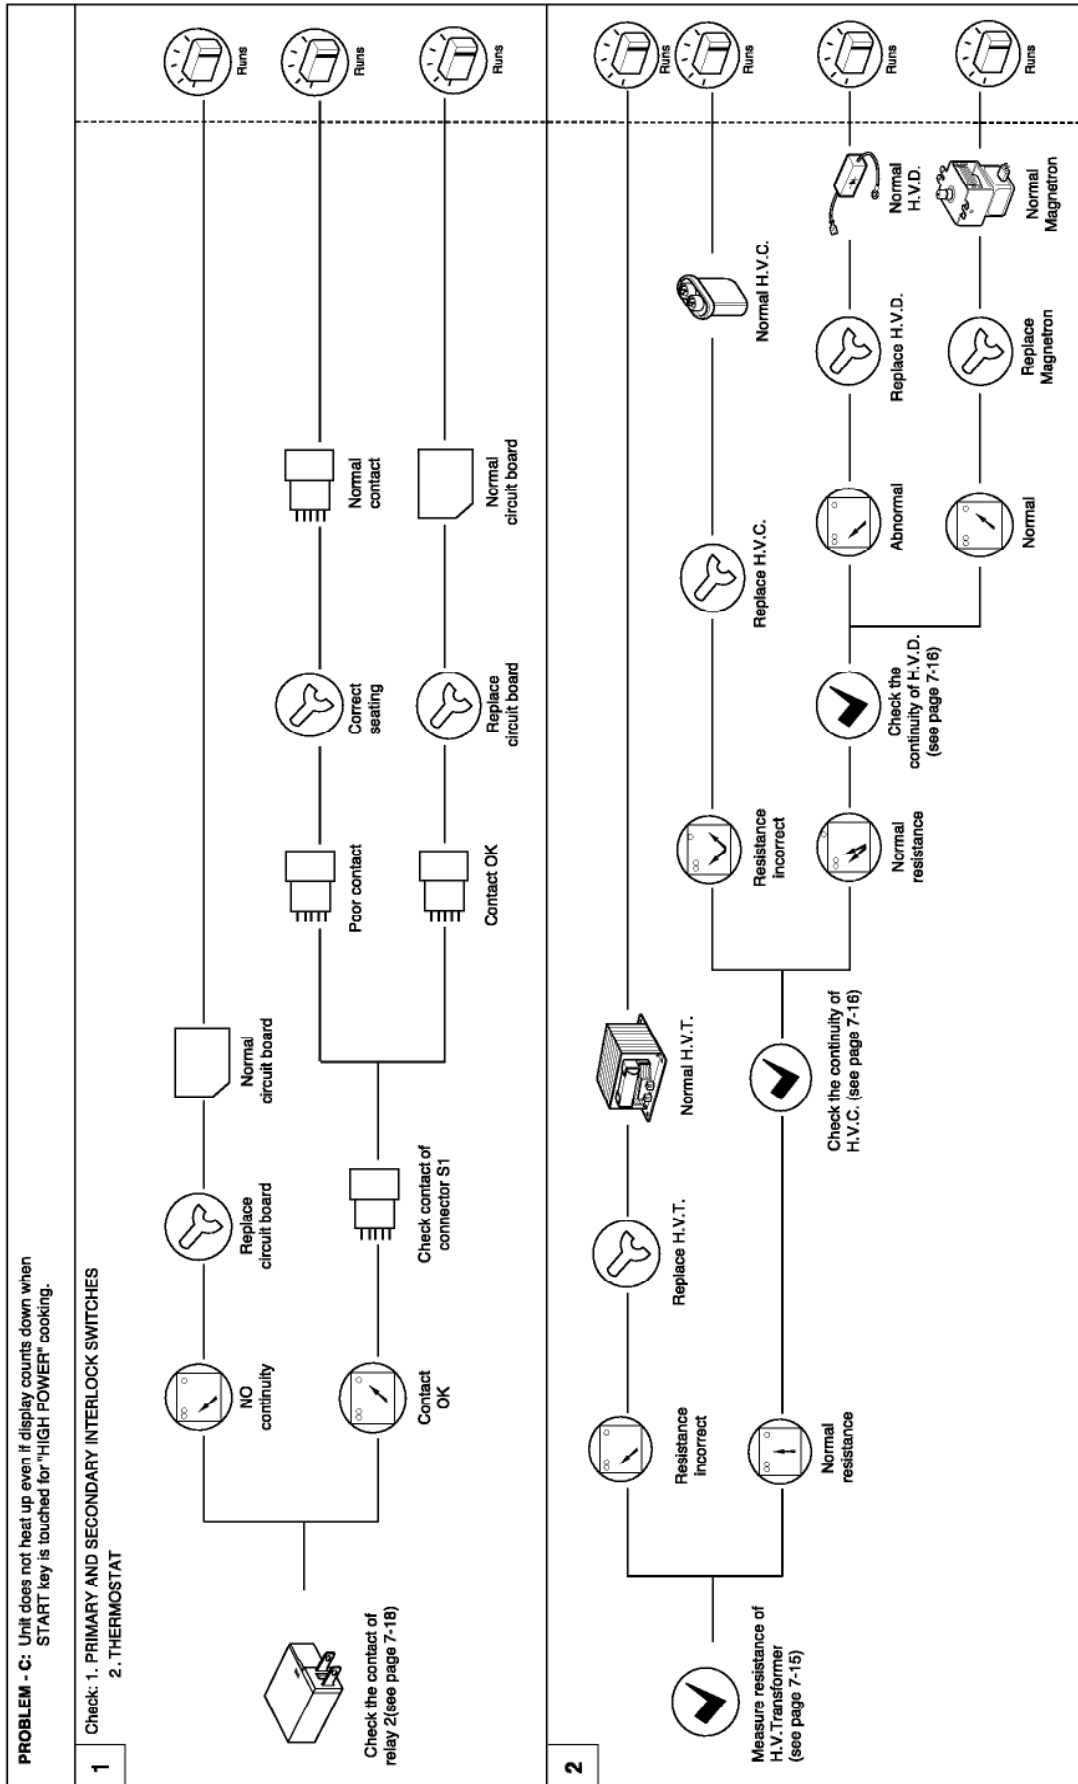 PROBLEM - C: Unit does not heat up even if display counts down when
START key is touched for "HIGH POWER" cooking.
1
Check: 1. PRIMARY AND SECONDARY INTERLOCK SWITCHES
2. THERMOSTAT
Check the contact of
relay 2(see page 7-18)
NO
continuity
Replace
circuit board
Normal
circuit board
Runs
Contact
OK
Check contact of
connector S1
Poor contact
Correct
seating
Normal
contact
Runs
Contact OK
Replace
circuit board
Normal
circuit board
Runs
2
Measure resistance of
H.V.Transformer
(see page 7-15)
Resistance
incorrect
Replace H.V.T.
Normal H.V.T.
Runs
Normal
resistance
Check the continuity of
H.V.C. (see page 7-16)
Resistance
incorrect
Replace H.V.C.
Normal H.V.C.
Runs
Normal
resistance
Check the
continuity of H.V.D.
(see page 7-16)
Abnormal
Replace H.V.D.
Normal
H.V.D.
Runs
Normal
Replace
Magnetron
Normal
Magnetron
Runs